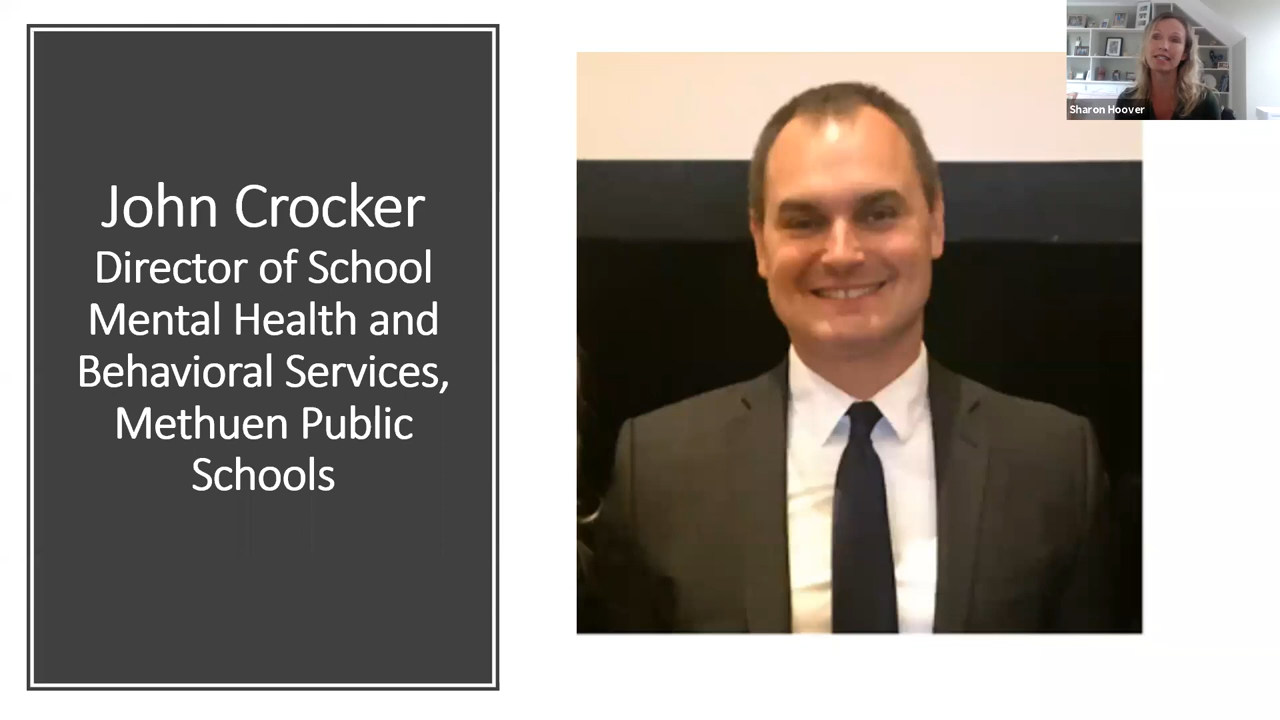 John Crocker
Director of School
Mental Health and
Behavioral Services,
Methuen Public
Schools
Sharon Hoover